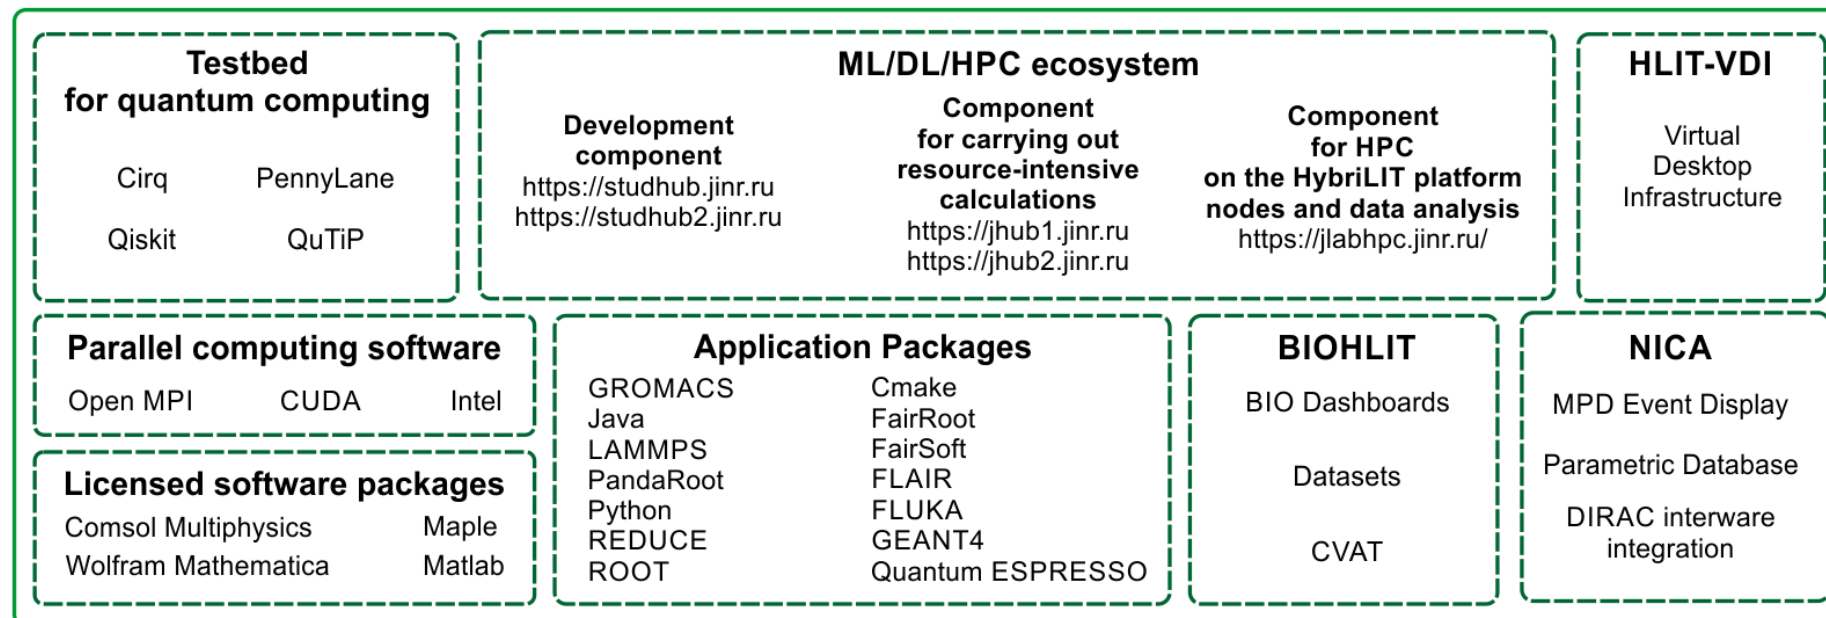 Testbed
for quantum computing
Cirq PennyLane
Qiskit QuTiP
ML/DL/HPC ecosystem
Development
component
https://studhub.jinr.ru
https://studhub2.jinr.ru
Component
for carrying out
resource-intensive
calculations
https://jhub1.jinr.ru
https://jhub2.jinr.ru
Component
for HPC
on the HybriLIT platform
nodes and data analysis
https://jlabhpc.jinr.ru/
HLIT-VDI
Virtual
Desktop
Infrastructure
Parallel computing software
Open MPI CUDA Intel
Licensed software packages
Comsol Multiphysics Maple
Wolfram Mathematica Matlab
Application Packages
GROMACS Cmake
Java FairRoot
LAMMPS FairSoft
PandaRoot FLAIR
Python FLUKA
REDUCE GEANT4
ROOT Quantum ESPRESSO
BIOHLIT
BIO Dashboards
Datasets
CVAT
NICA
MPD Event Display
Parametric Database
DIRAC interware
integration